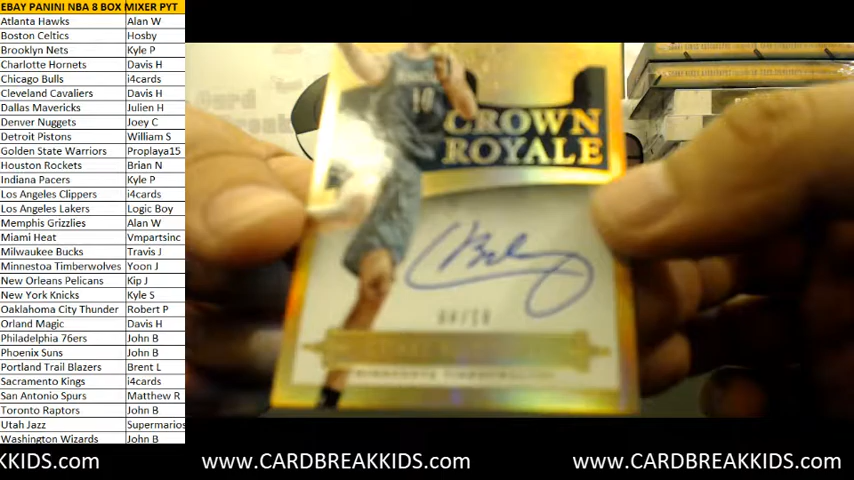 EBAY PANINI NBA 8 BOX MIXER PYT
Atlanta Hawks Alan W
Boston Celtics Hosby
Brooklyn Nets Kyle P
Charlotte Hornets Davis H
Chicago Bulls i4cards
Cleveland Cavaliers Davis H
Dallas Mavericks Julien H
Denver Nuggets Joey C
Detroit Pistons William S
Golden State Warriors Proplaya15
Houston Rockets Brian N
Indiana Pacers Kyle P
Los Angeles Clippers i4cards
Los Angeles Lakers Logic Boy
Memphis Grizzlies Alan W
Miami Heat Vmpartsinc
Milwaukee Bucks Travis J
Minnestoa Timberwolves Yoon J
New Orleans Pelicans Kip J
New York Knicks Kyle S
Oaklahoma City Thunder Robert P
Orland Magic Davis H
Philadelphia 76ers John B
Phoenix Suns John B
Portland Trail Blazers Brent L
Sacramento Kings i4cards
San Antonio Spurs Matthew R
Toronto Raptors John B
Utah Jazz Supermarios
Washington Wizards John B
10
CROWN
ROYALE
MINNESOTA TIMBERWOLVES
KKIDS.com www.CARDBREAKKIDS.com www.CARDBREAKKIDS.com